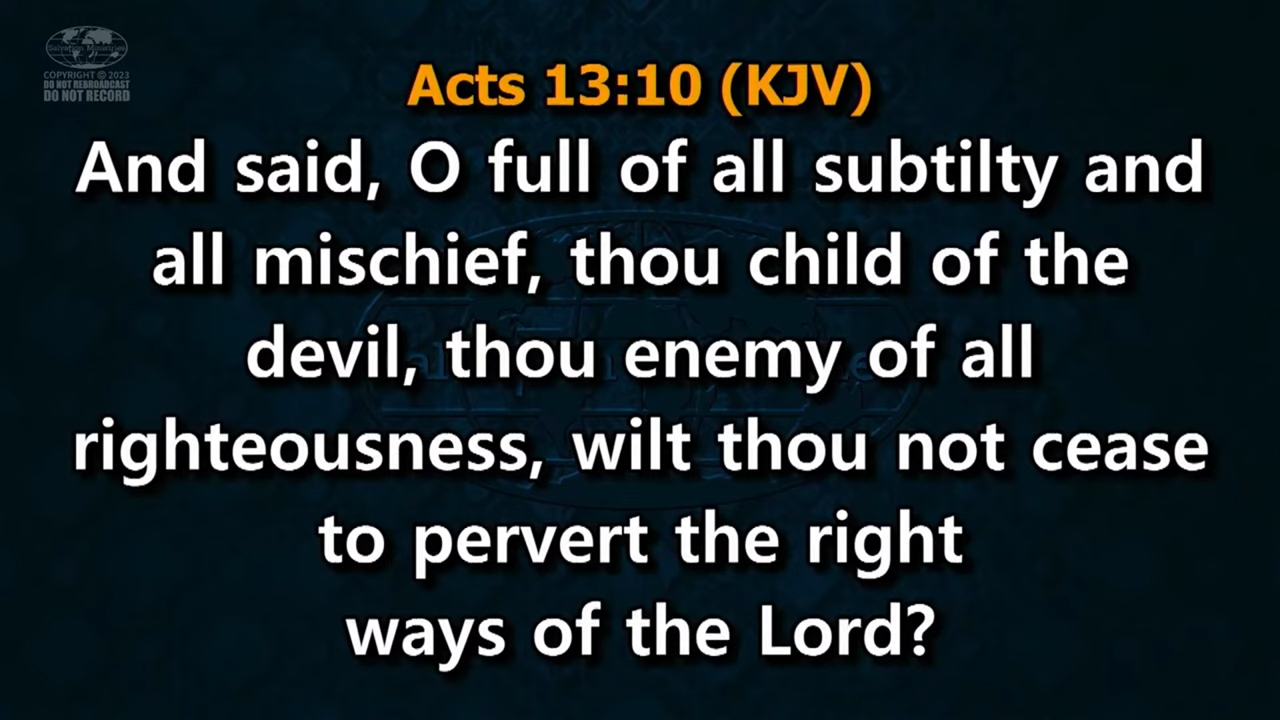 Salvation Ministries
COPYRIGHT © 2023
DO NOT REBROADCAST
DO NOT RECORD
Acts 13:10 (KJV)
And said, O full of all subtilty and
all mischief, thou child of the
devil, thou enemy of all
righteousness, wilt thou not cease
to pervert the right
ways of the Lord?